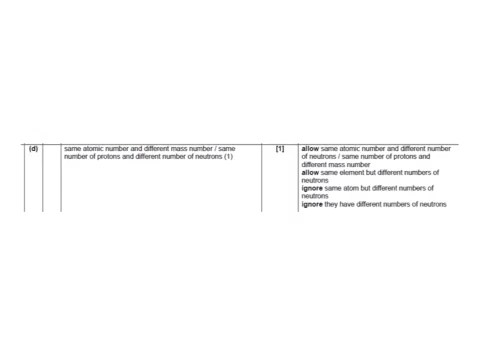 (d) same atomic number and different mass number / same
number of protons and different number of neutrons (1)
[1] allow same atomic number and different number
of neutrons / same number of protons and
different mass number
allow same element but different numbers of
neutrons
ignore same atom but different numbers of
neutrons
ignore they have different numbers of neutrons